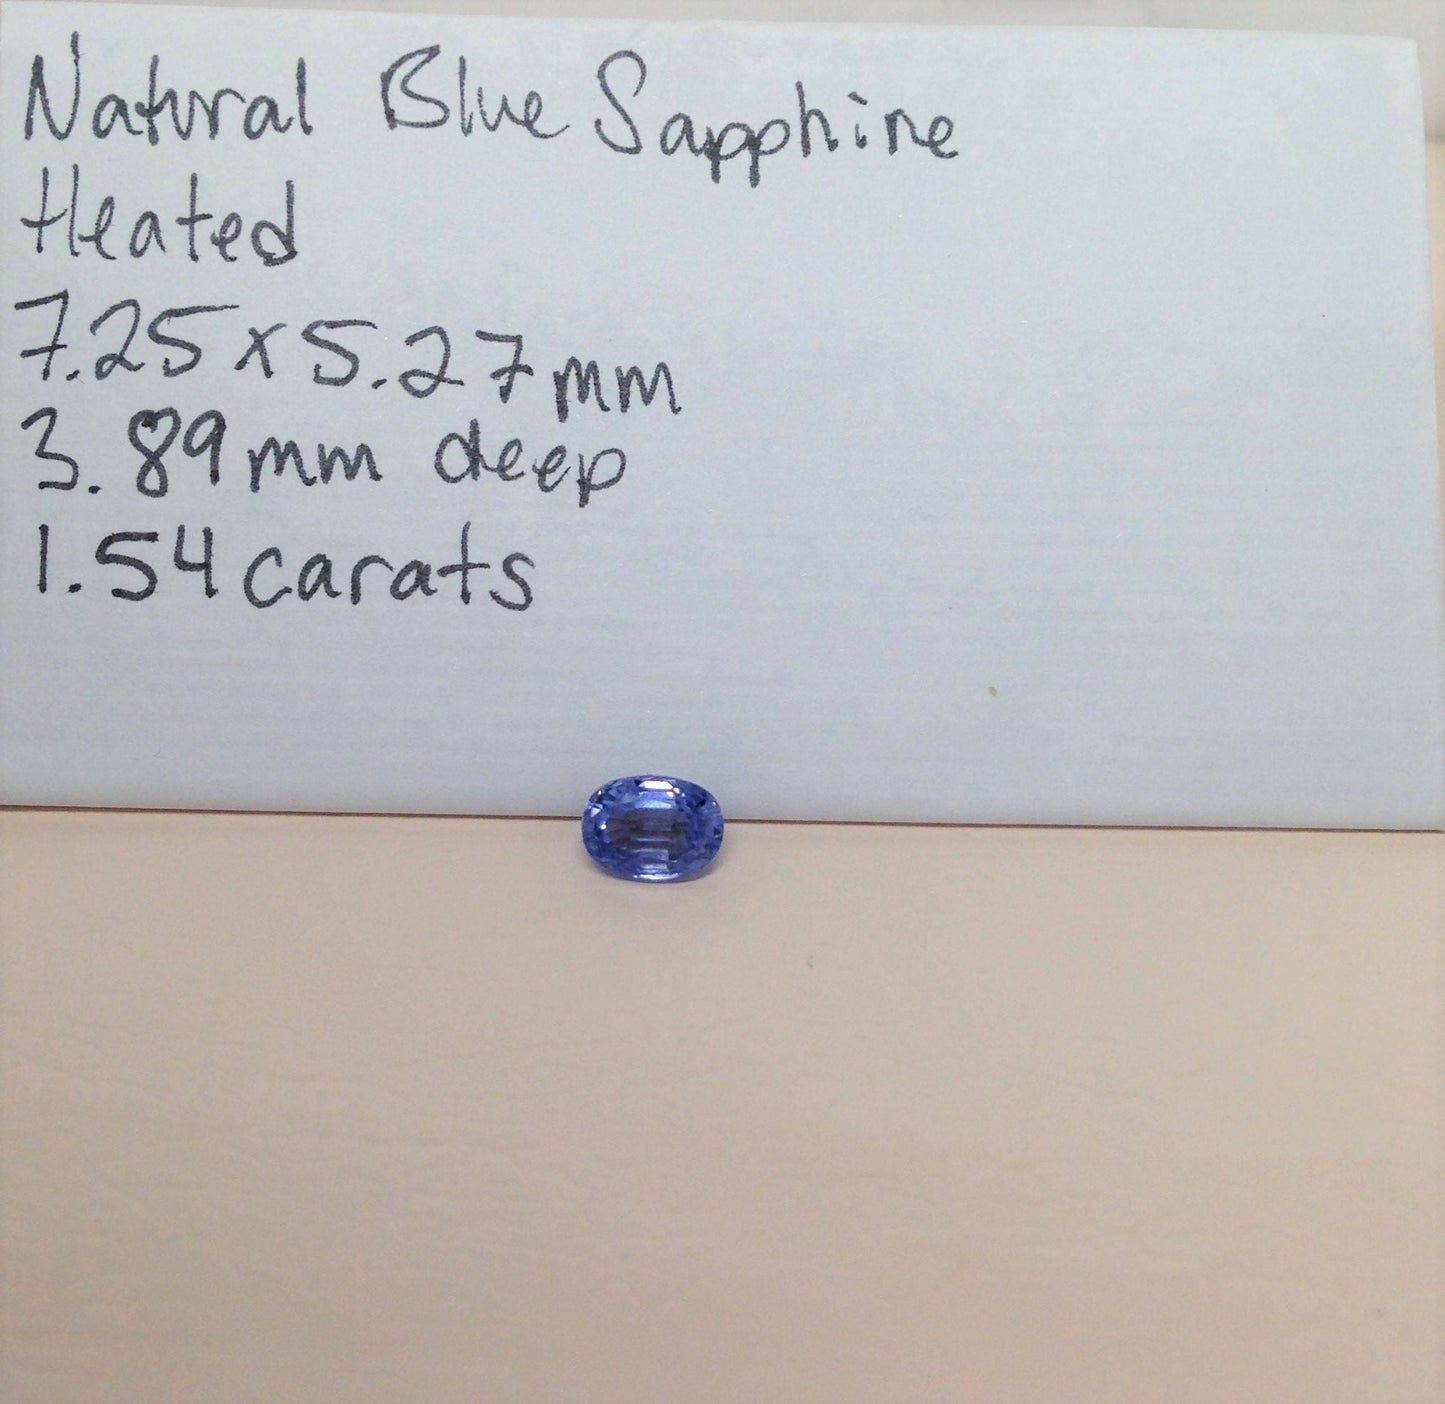 Natural Blue Sapphire
Heated
7.25 x 5.27 mm
3.89 mm deep
1.54 carats